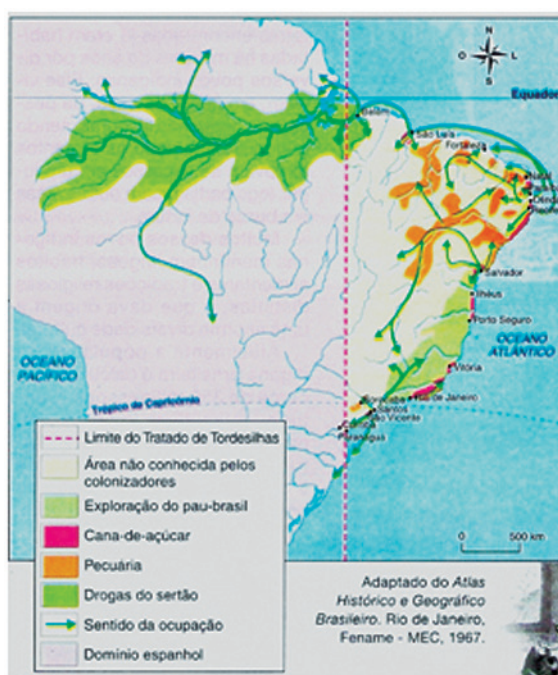 N
O
L
S
Equador
Belém
São Luís
Fortaleza
Natal
Olinda
Recife
Salvador
Ilhéus
Porto Seguro
OCEANO
ATLÂNTICO
OCEANO
PACÍFICO
Vitória
Rio de Janeiro
Trópico de Capricórnio
Sorocaba
Santos
São Vicente
Curitiba
Paranaguá
0 500 km
Limite do Tratado de Tordesilhas
Área não conhecida pelos
colonizadores
Exploração do pau-brasil
Cana-de-açúcar
Pecuária
Drogas do sertão
Sentido da ocupação
Domínio espanhol
Adaptado do Atlas
Histórico e Geográfico
Brasileiro. Rio de Janeiro,
Fename - MEC, 1967.